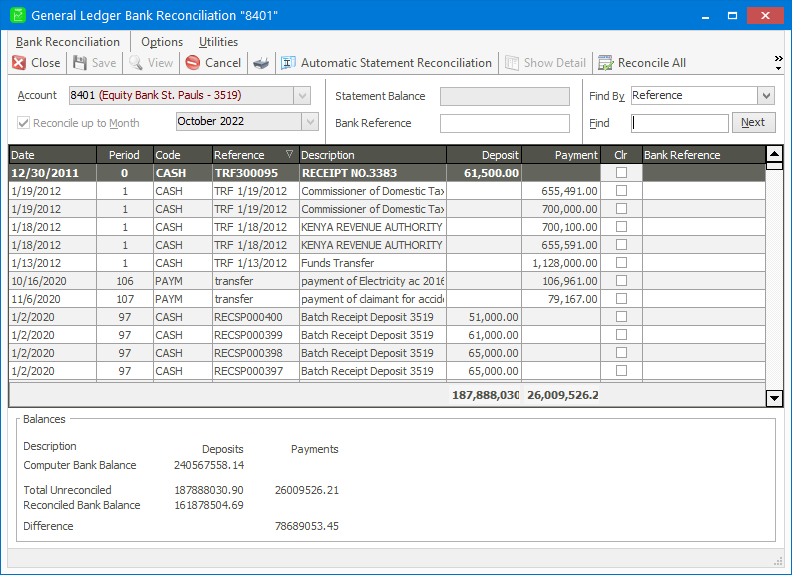 General Ledger Bank Reconciliation "8401"
Bank Reconciliation Options Utilities
Close Save View Cancel Automatic Statement Reconciliation Show Detail Reconcile All »
Account 8401 (Equity Bank St. Pauls - 3519) Statement Balance Find By Reference
Reconcile up to Month October 2022 Bank Reference Find Next
Date Period Code Reference Description Deposit Payment Clr Bank Reference
12/30/2011 0 CASH TRF300095 RECEIPT NO.3383 61,500.00
1/19/2012 1 CASH TRF 1/19/2012 Commissioner of Domestic Tax 655,491.00
1/19/2012 1 CASH TRF 1/19/2012 Commissioner of Domestic Tax 700,000.00
1/18/2012 1 CASH TRF 1/18/2012 KENYA REVENUE AUTHORITY 700,100.00
1/18/2012 1 CASH TRF 1/18/2012 KENYA REVENUE AUTHORITY 655,591.00
1/13/2012 1 CASH TRF 1/13/2012 Funds Transfer 1,128,000.00
10/16/2020 106 PAYM transfer payment of Electricity ac 2016 106,961.00
11/6/2020 107 PAYM transfer payment of claimant for accide 79,167.00
1/2/2020 97 CASH RECSP000400 Batch Receipt Deposit 3519 51,000.00
1/2/2020 97 CASH RECSP000399 Batch Receipt Deposit 3519 61,000.00
1/2/2020 97 CASH RECSP000398 Batch Receipt Deposit 3519 65,000.00
1/2/2020 97 CASH RECSP000397 Batch Receipt Deposit 3519 65,000.00
187,888,030 26,009,526.2
Balances
Description Deposits Payments
Computer Bank Balance 240567558.14
Total Unreconciled 187888030.90 26009526.21
Reconciled Bank Balance 161878504.69
Difference 78689053.45